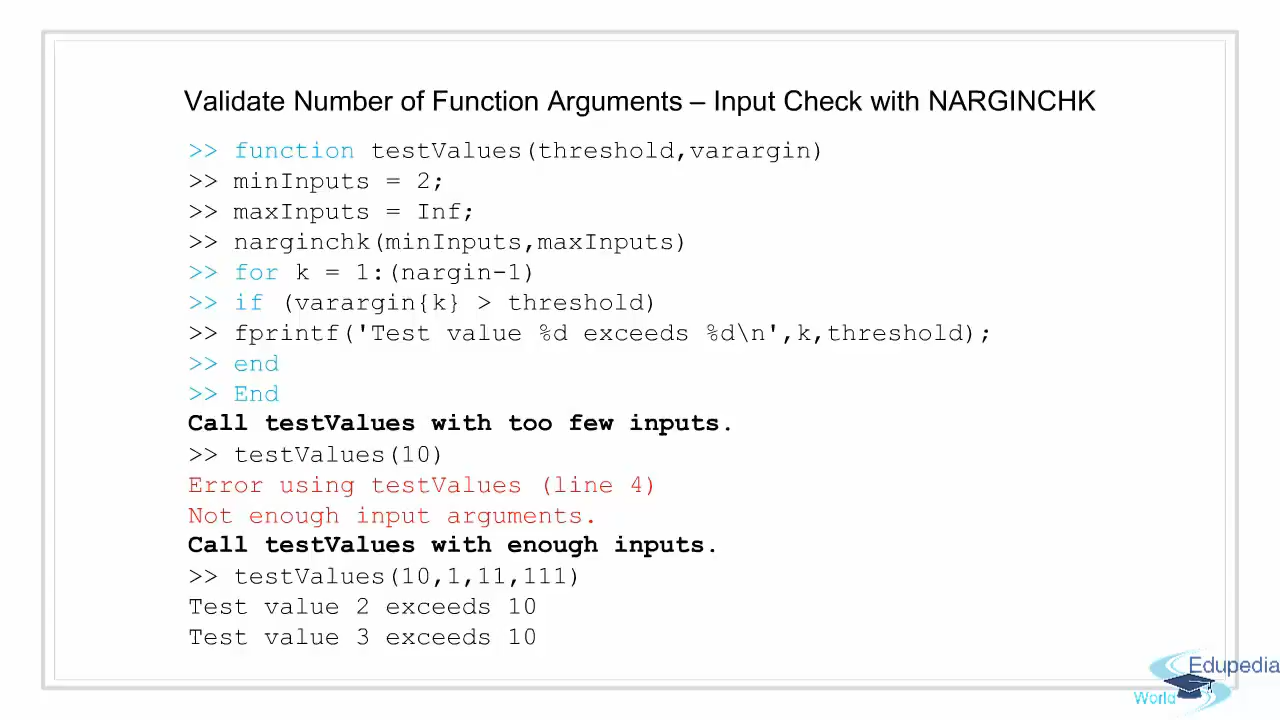 Validate Number of Function Arguments – Input Check with NARGINCHK
>> function testValues(threshold,varargin)
>> minInputs = 2;
>> maxInputs = Inf;
>> narginchk(minInputs,maxInputs)
>> for k = 1:(nargin-1)
>> if (varargin{k} > threshold)
>> fprintf('Test value %d exceeds %d\n',k,threshold);
>> end
>> End
Call testValues with too few inputs.
>> testValues(10)
Error using testValues (line 4)
Not enough input arguments.
Call testValues with enough inputs.
>> testValues(10,1,11,111)
Test value 2 exceeds 10
Test value 3 exceeds 10
Edupedia
World